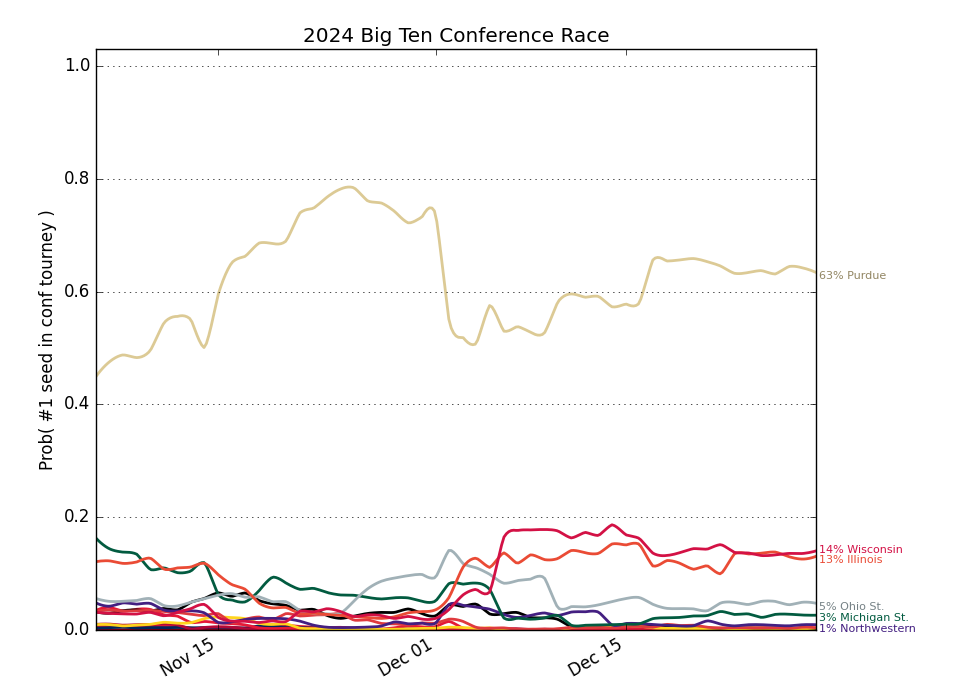 2024 Big Ten Conference Race
Prob( #1 seed in conf tourney )
1.0
0.8
0.6
0.4
0.2
0.0
Nov 15
Dec 01
Dec 15
63% Purdue
14% Wisconsin
13% Illinois
5% Ohio St.
3% Michigan St.
1% Northwestern